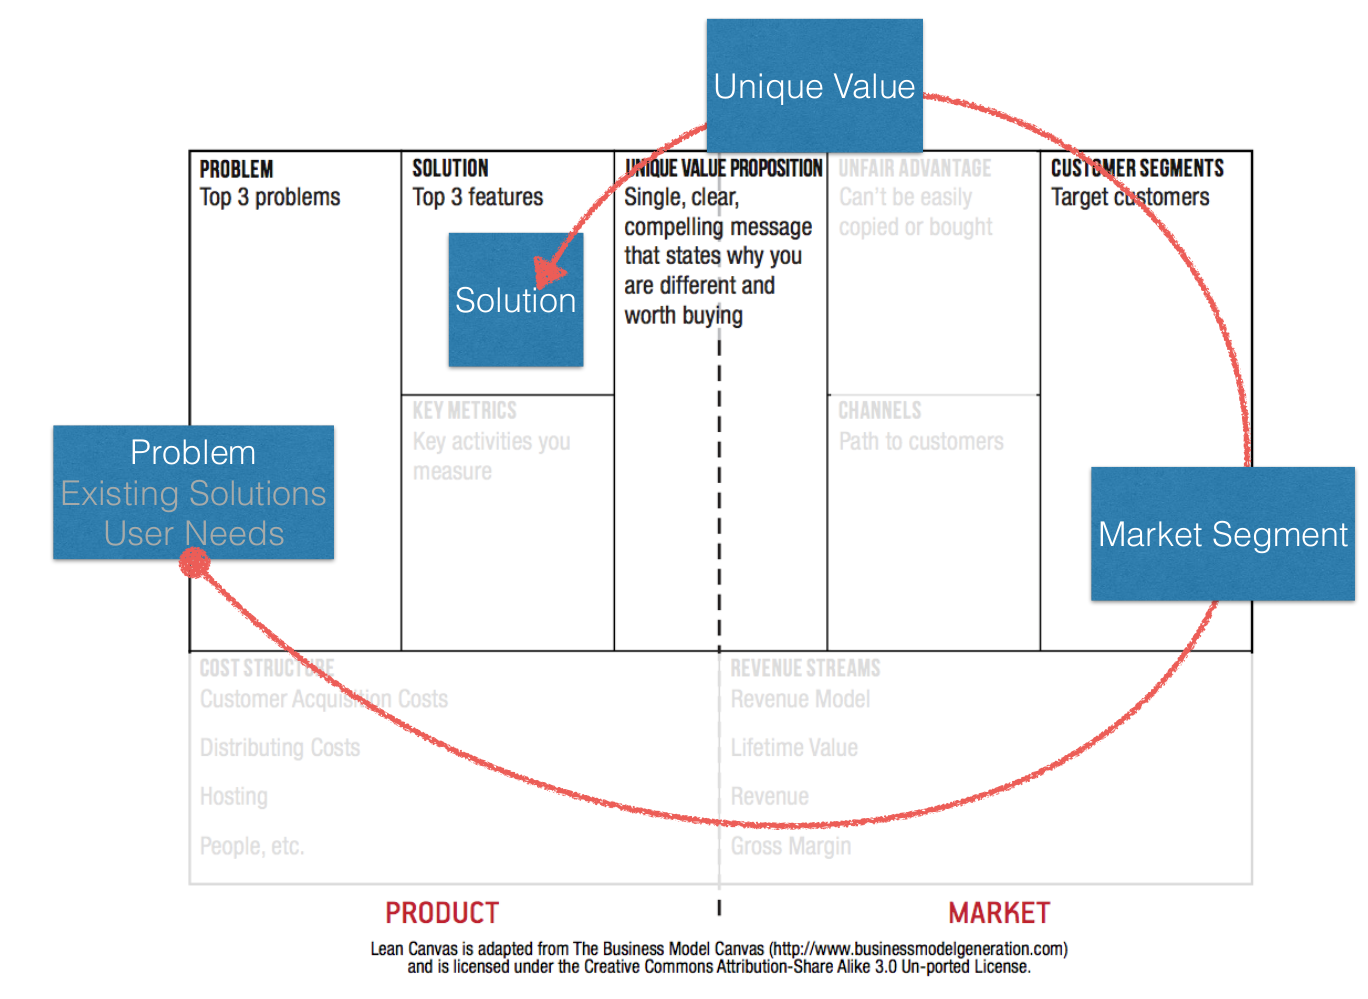 Unique Value
PROBLEM
Top 3 problems
SOLUTION
Top 3 features
Solution
UNIQUE VALUE PROPOSITION
Single, clear,
compelling message
that states why you
are different and
worth buying
UNFAIR ADVANTAGE
Can't be easily
copied or bought
CUSTOMER SEGMENTS
Target customers
KEY METRICS
Key activities you
measure
CHANNELS
Path to customers
Problem
Existing Solutions
User Needs
Market Segment
COST STRUCTURE
Customer Acquisition Costs
Distributing Costs
Hosting
People, etc.
REVENUE STREAMS
Revenue Model
Lifetime Value
Revenue
Gross Margin
PRODUCT
MARKET
Lean Canvas is adapted from The Business Model Canvas (http://www.businessmodelgeneration.com)
and is licensed under the Creative Commons Attribution-Share Alike 3.0 Un-ported License.